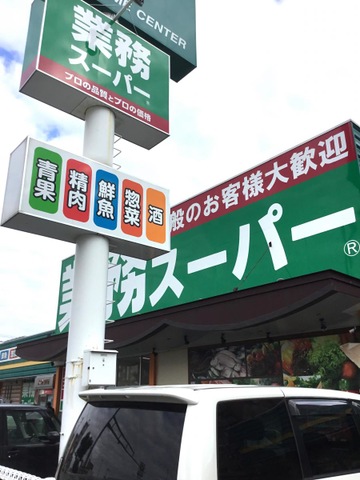 CENTER
業務
スーパー
プロの品質とプロの価格
青果
精肉
鮮魚
惣菜
酒
般のお客様大歓迎
業務スーパー®